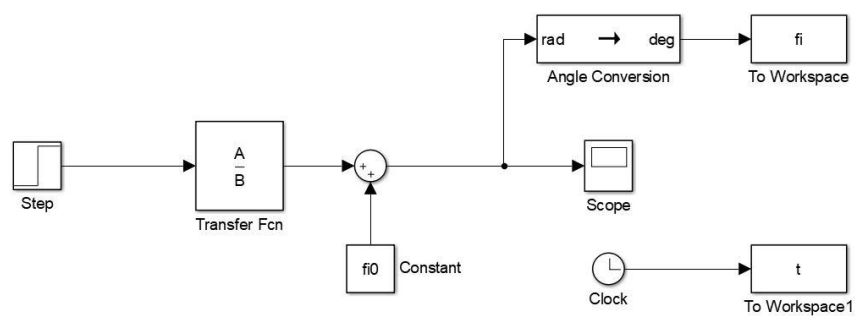 rad deg
Angle Conversion
fi
To Workspace
Step
A
B
Transfer Fcn
+
+
Scope
fi0
Constant
Clock
t
To Workspace1